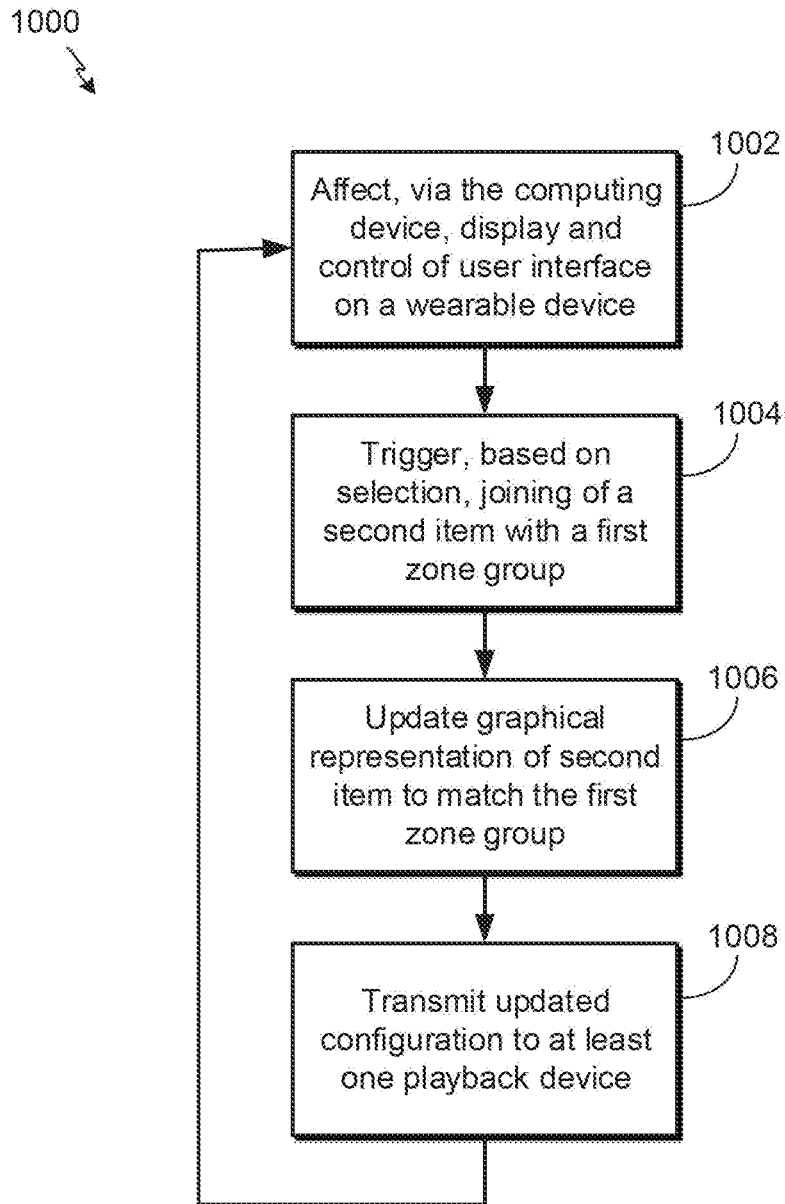 1000
1002
Affect, via the computing
device, display and
control of user interface
on a wearable device
1004
Trigger, based on
selection, joining of a
second item with a first
zone group
1006
Update graphical
representation of second
item to match the first
zone group
1008
Transmit updated
configuration to at least
one playback device